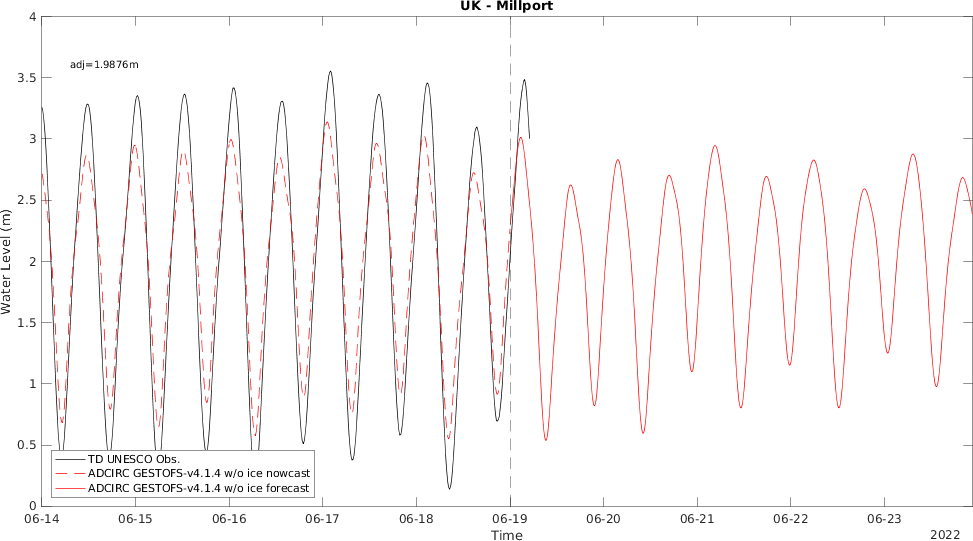 UK - Millport
4
adj=1.9876m
3.5
3
2.5
2
1.5
1
0.5
0
Water Level (m)
TD UNESCO Obs.
ADCIRC GESTOFS-v4.1.4 w/o ice nowcast
ADCIRC GESTOFS-v4.1.4 w/o ice forecast
06-14 06-15 06-16 06-17 06-18 06-19 06-20 06-21 06-22 06-23
Time
2022